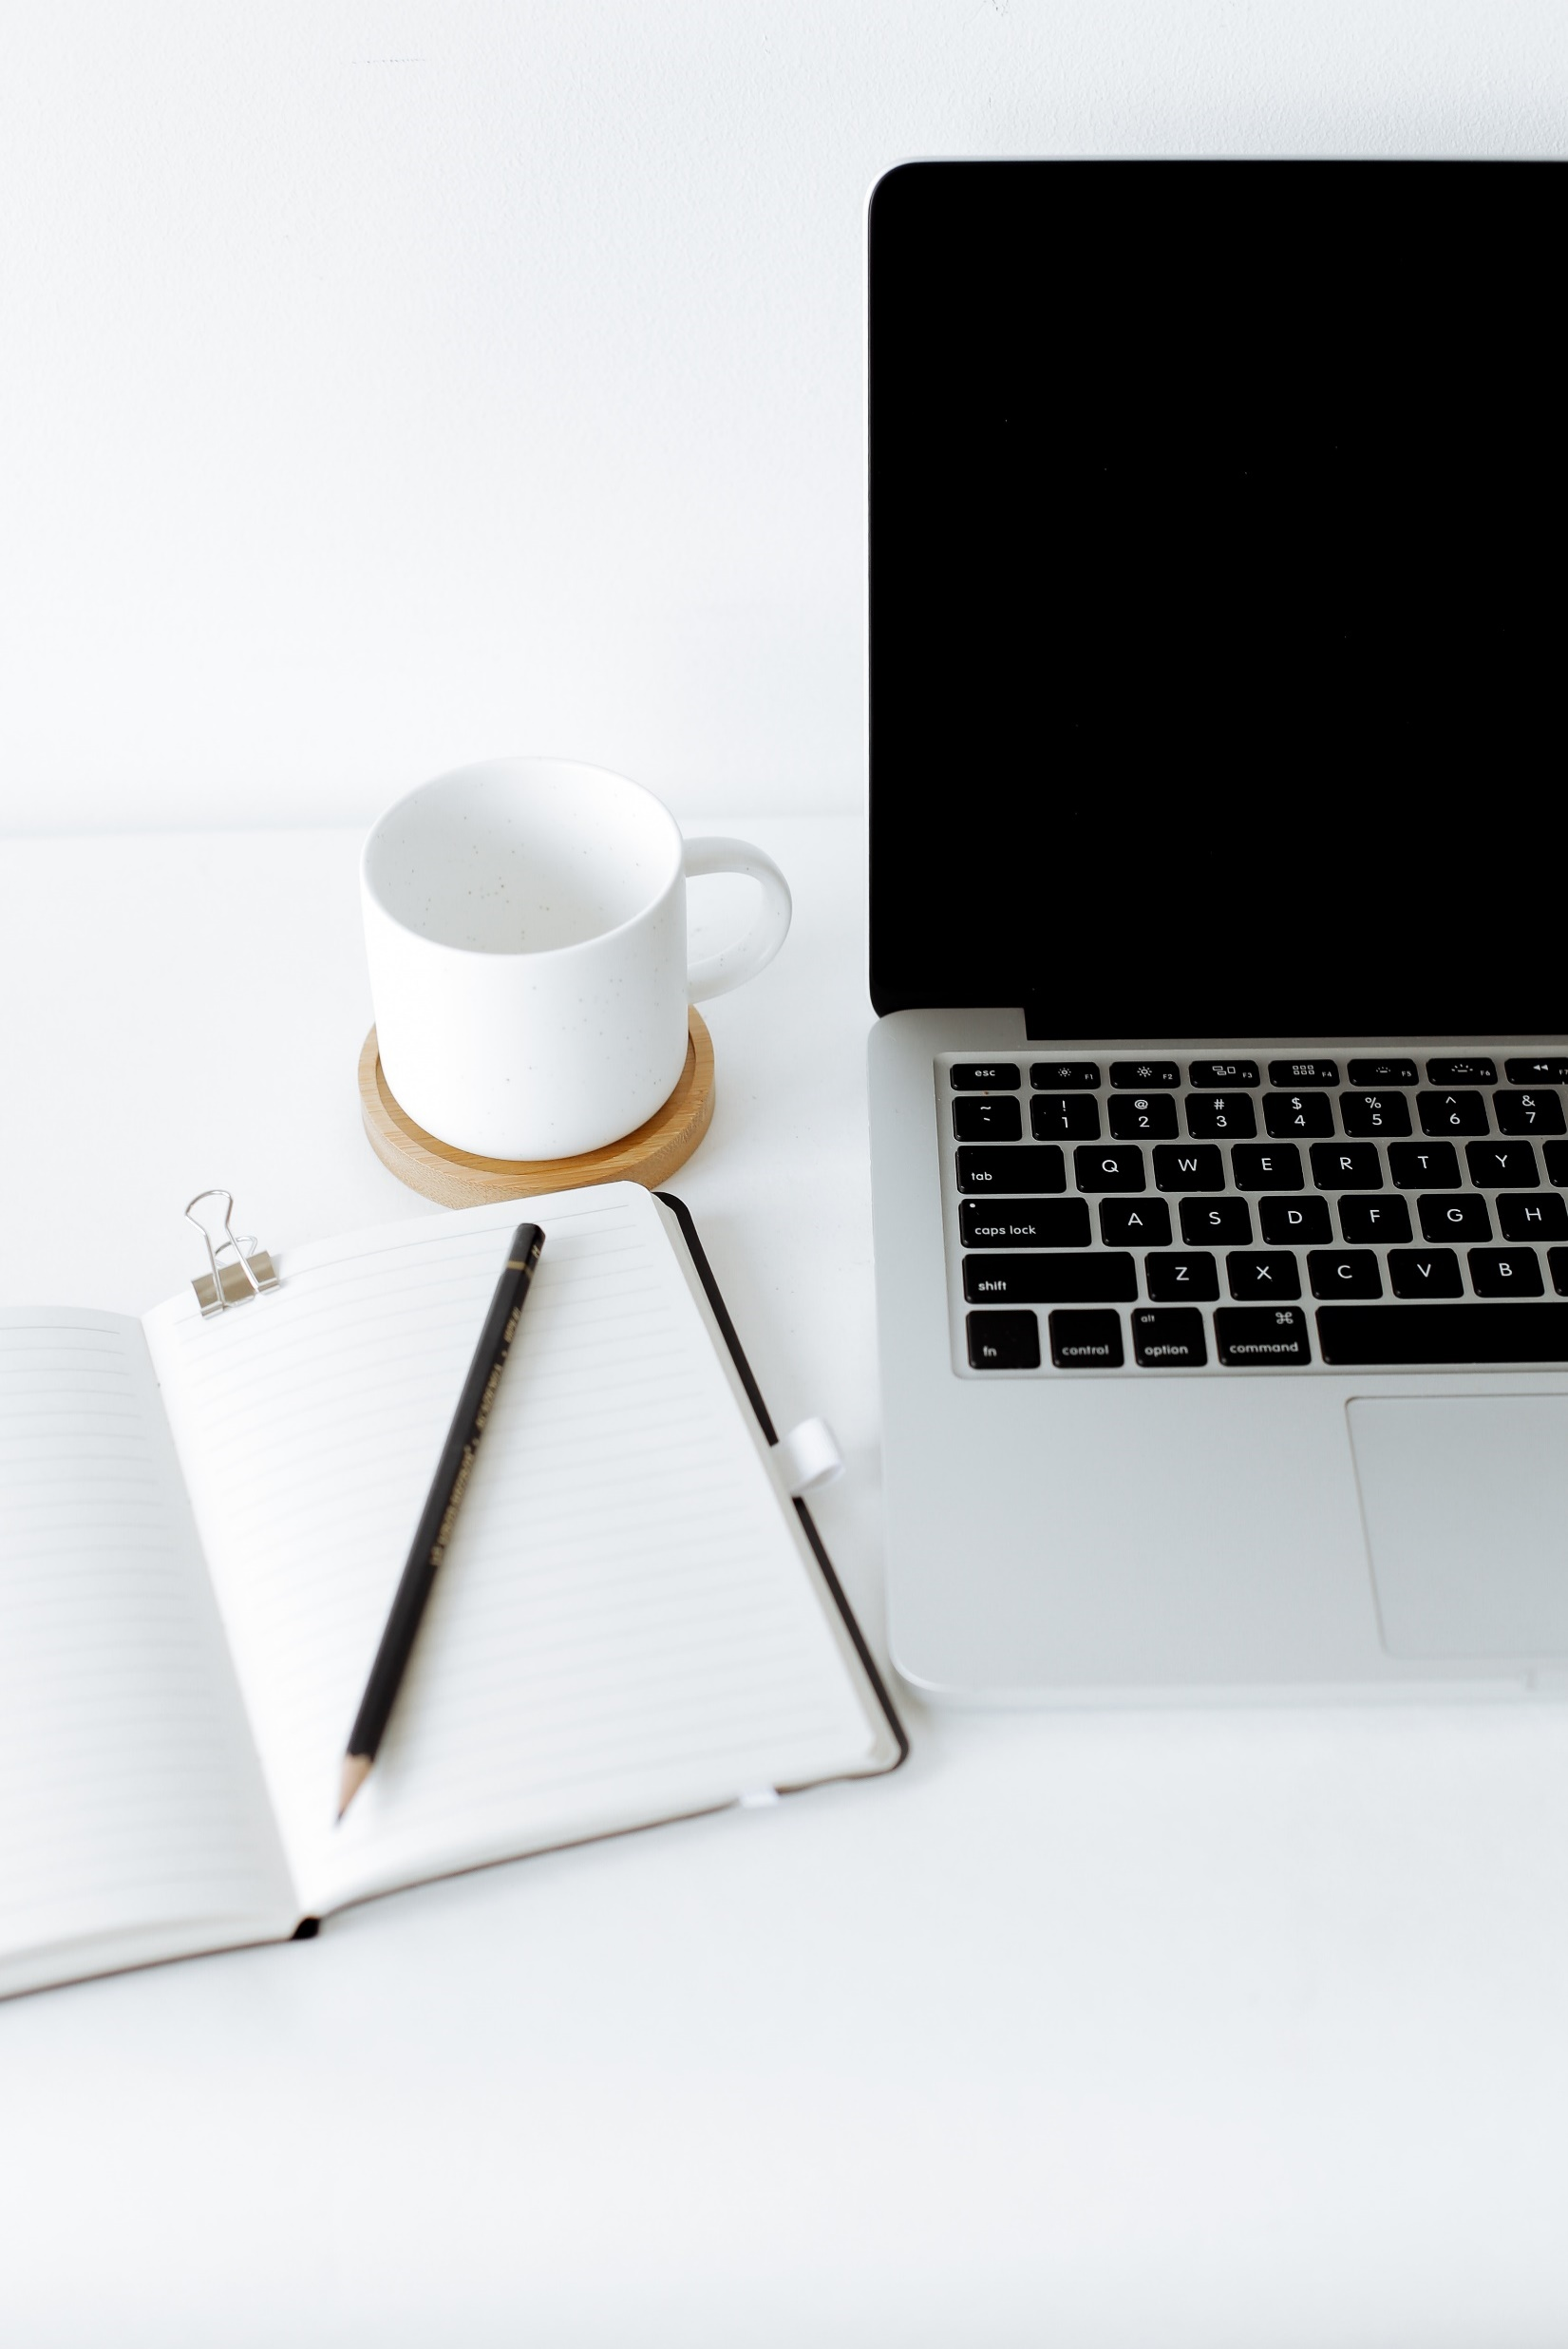 esc F1 F2 F3 F4 F5 F6 F7
~ ! @ # $ % ^ &
` 1 2 3 4 5 6 7
tab Q W E R T Y
caps lock A S D F G H
shift Z X C V B
alt ⌘
fn control option command
H